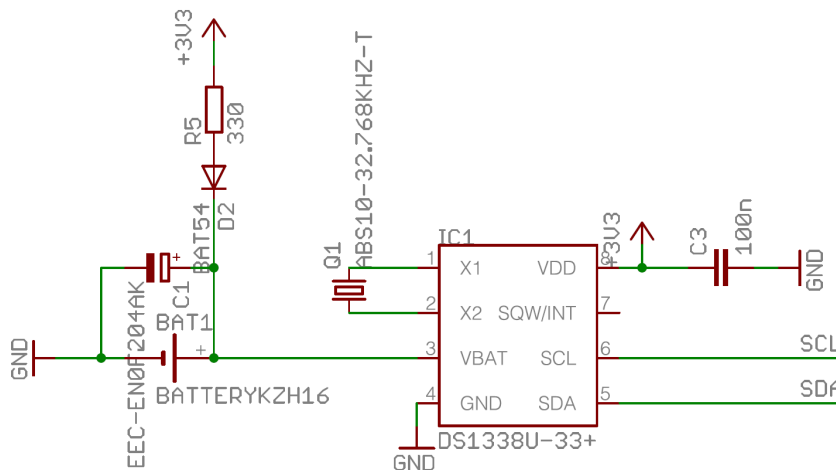 +3V3
R5
330
BAT54
D2
C1
EEC-EN0F204AK
GND
BAT1
BATTERYKZH16
+
+
Q1
ABS10-32.768KHZ-T
IC1
1
X1
2
X2
3
VBAT
4
GND
VDD
8
SQW/INT
7
SCL
6
SDA
5
DS1338U-33+
GND
+3V3
C3
100n
GND
SCL
SDA